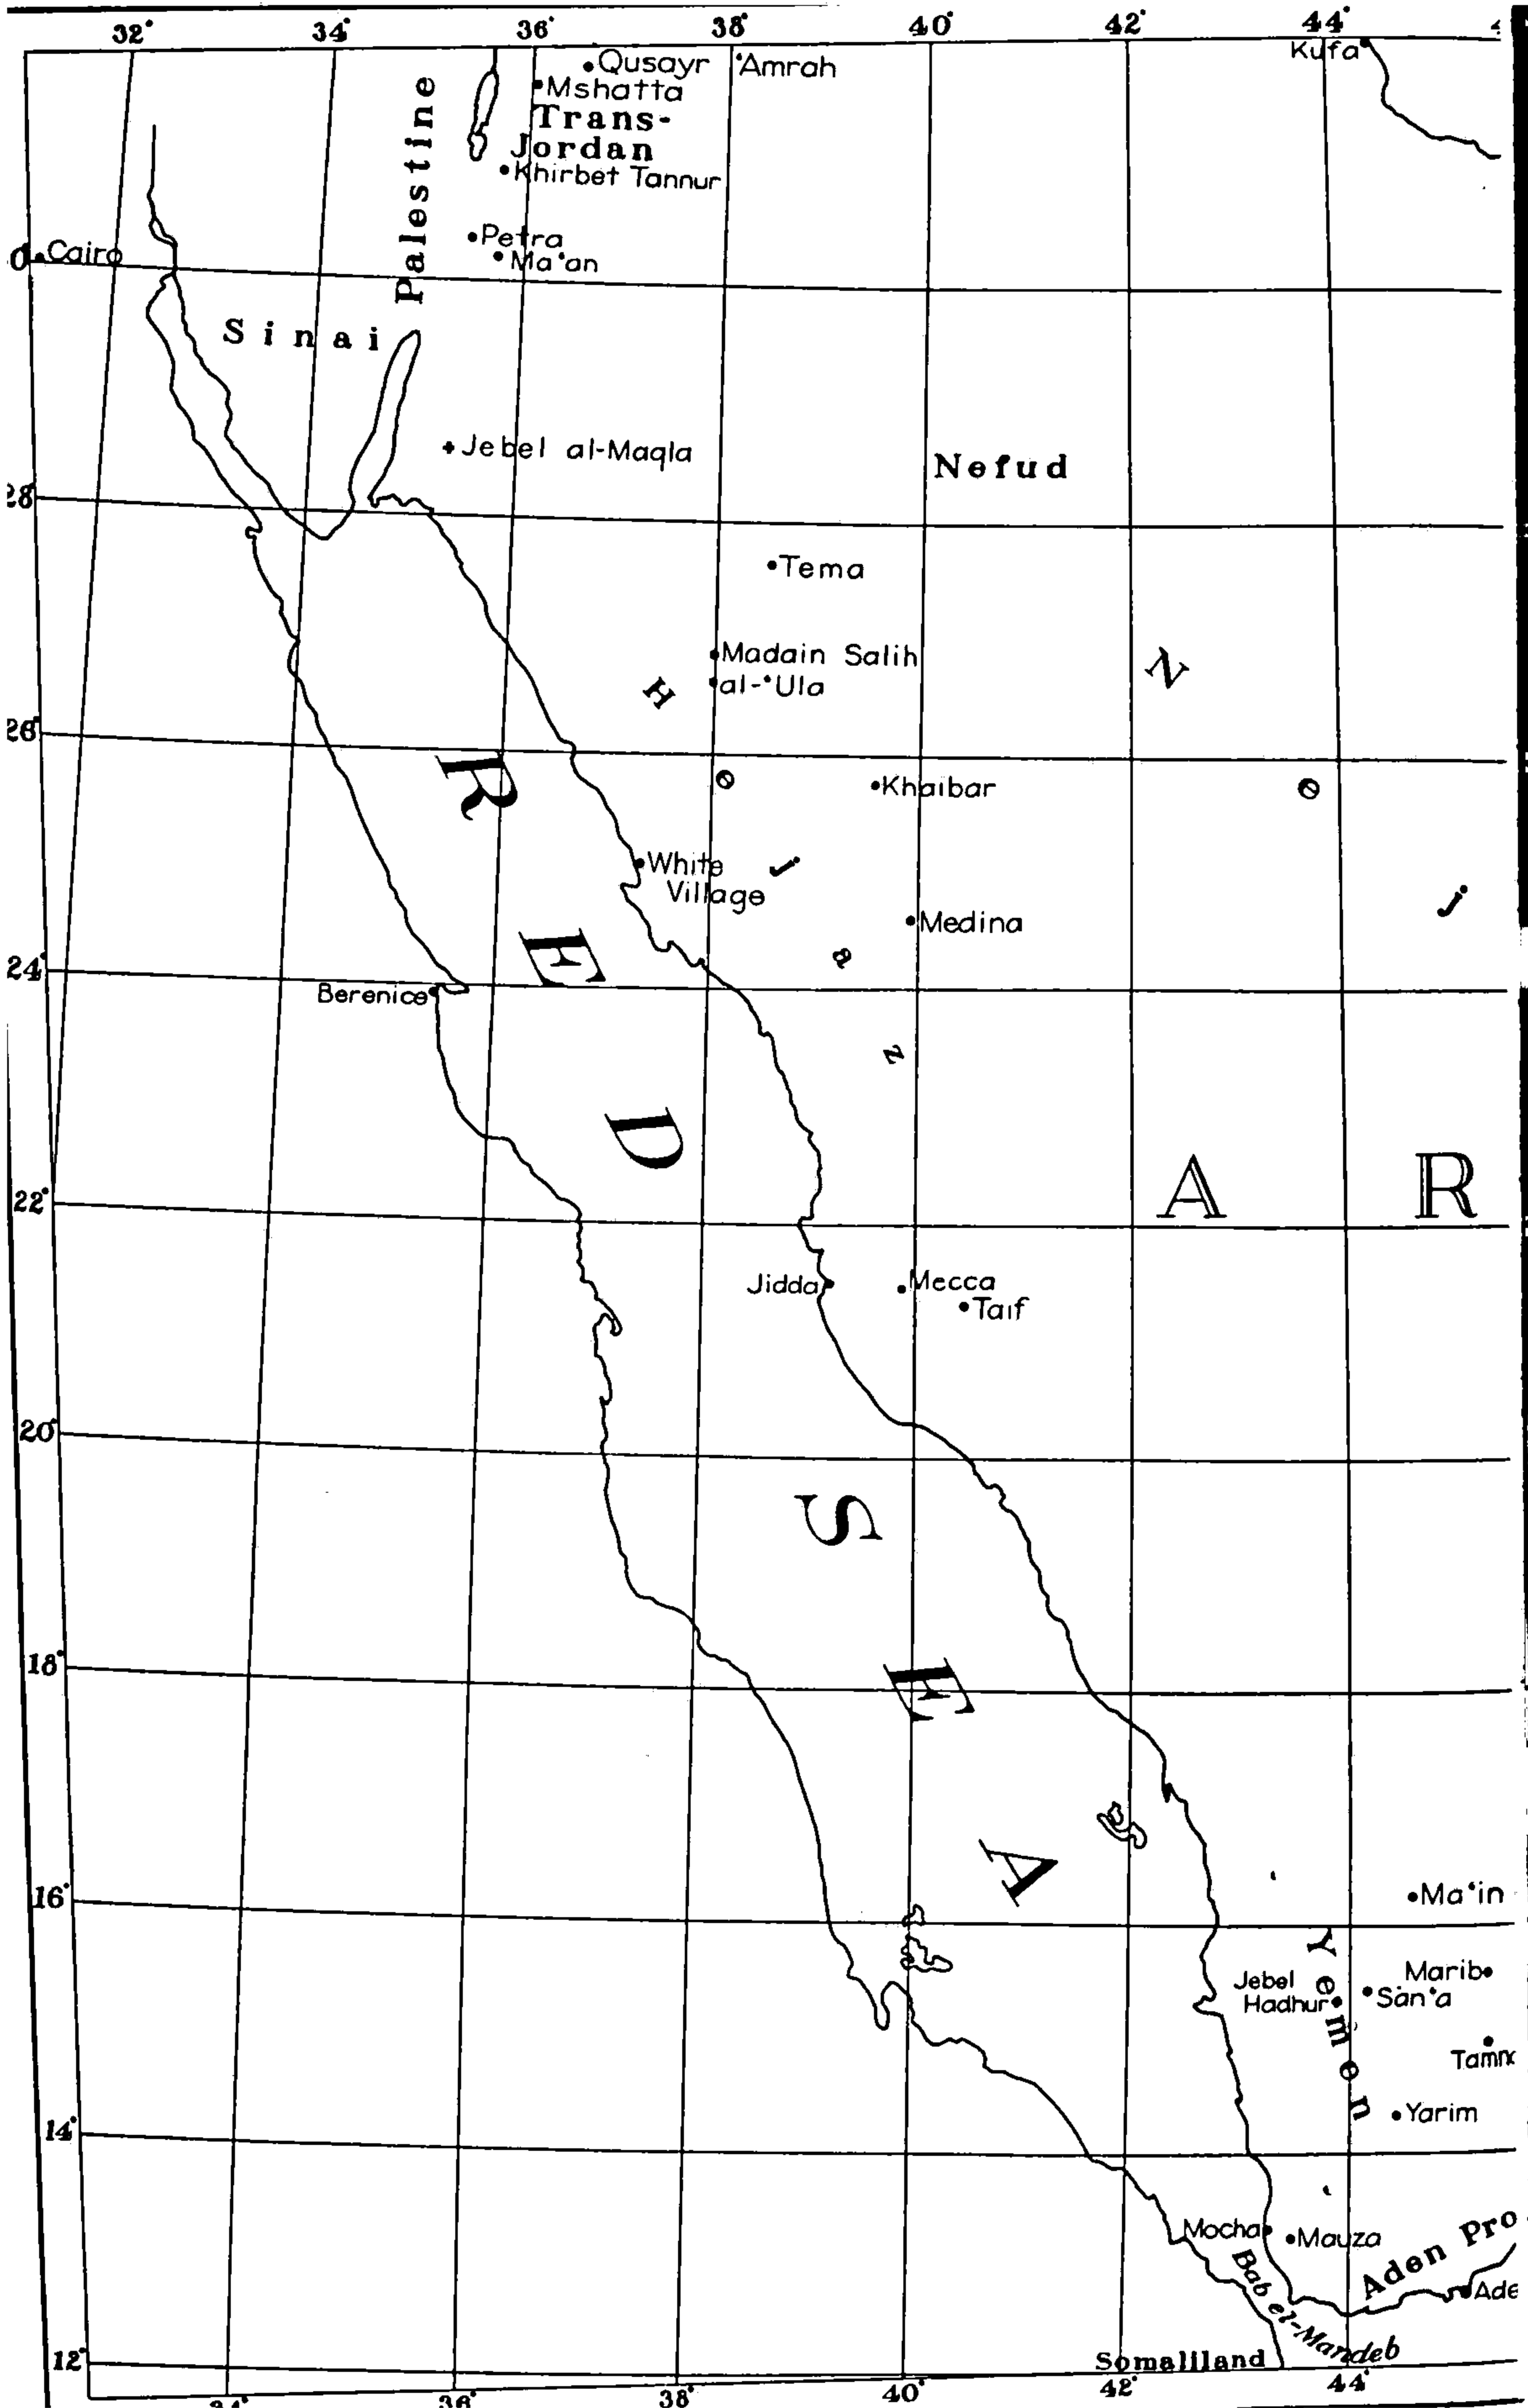 32° 34° 36° 38° 40° 42° 44°
Kufa
Qusayr 'Amrah
Mshatta
Trans-
Jordan
Khirbet Tannur
Palestine
Petra
Ma'an
Cairo
Sinai
Jebel al-Maqla
Nefud
28°
Tema
Madain Salih
al-'Ula
26°
Hejaz
Nej
Khaibar
White
Village
Medina
24°
Berenice
RED SEA
22°
AR
Jidda
Mecca
Taif
20°
18°
16°
Ma'in
Yemen
Marib
Jebel
Hadhur
San'a
Yarim
14°
Mocha
Mauza
Bab el-Mandeb
Aden
Somaliland
12°
36° 38° 40° 42° 44°